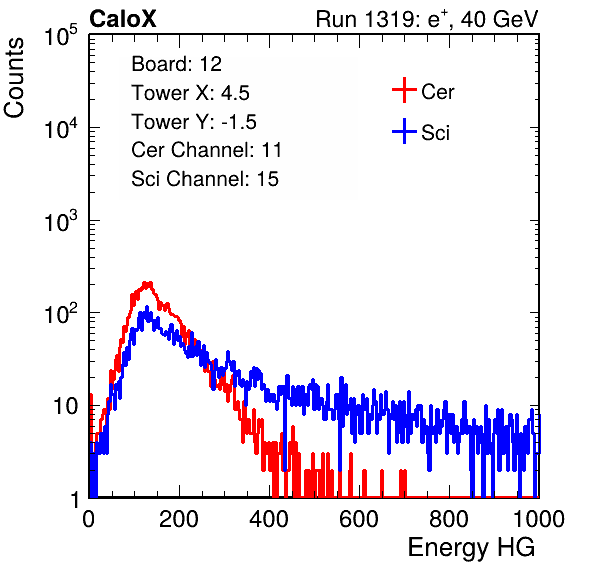 CaloX Run 1319: e⁺, 40 GeV
Counts
10⁵
10⁴
10³
10²
10
1
Board: 12
Tower X: 4.5
Tower Y: -1.5
Cer Channel: 11
Sci Channel: 15
Cer
Sci
0 200 400 600 800 1000
Energy HG